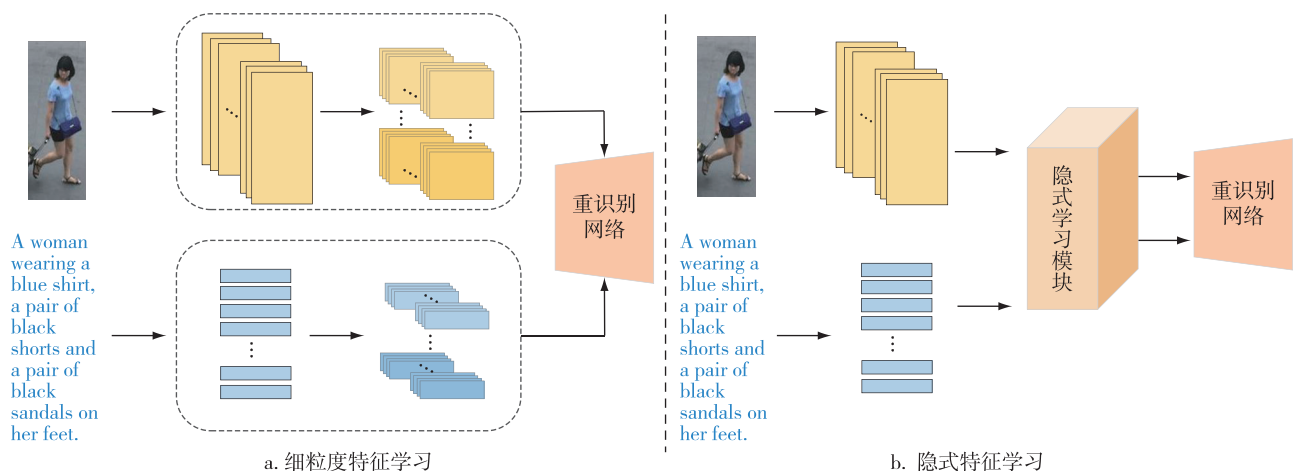 A woman
wearing a
blue shirt,
a pair of
black
shorts and
a pair of
black
sandals on
her feet.
重识别
网络
a. 细粒度特征学习
A woman
wearing a
blue shirt,
a pair of
black
shorts and
a pair of
black
sandals on
her feet.
隐式学习模块
重识别
网络
b. 隐式特征学习